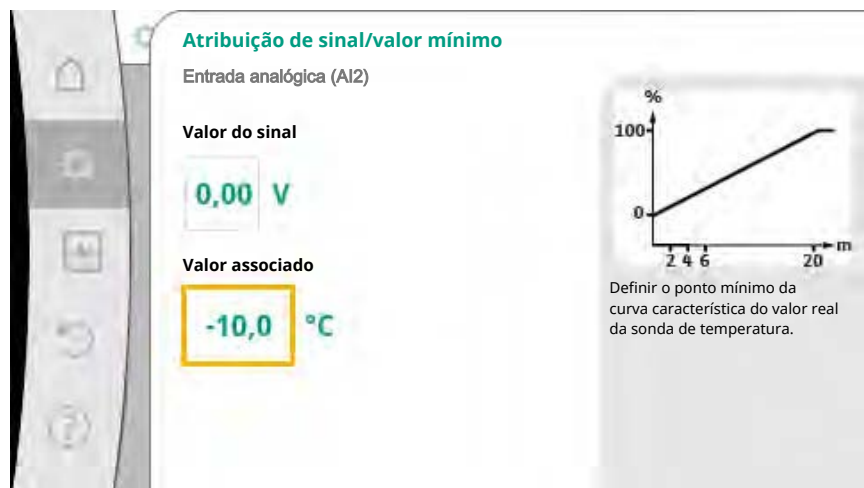 Atribuição de sinal/valor mínimo
Entrada analógica (AI2)
Valor do sinal
0,00 V
Valor associado
-10,0 °C
%
100
0
2 4 6 20 m
Definir o ponto mínimo da
curva característica do valor real
da sonda de temperatura.